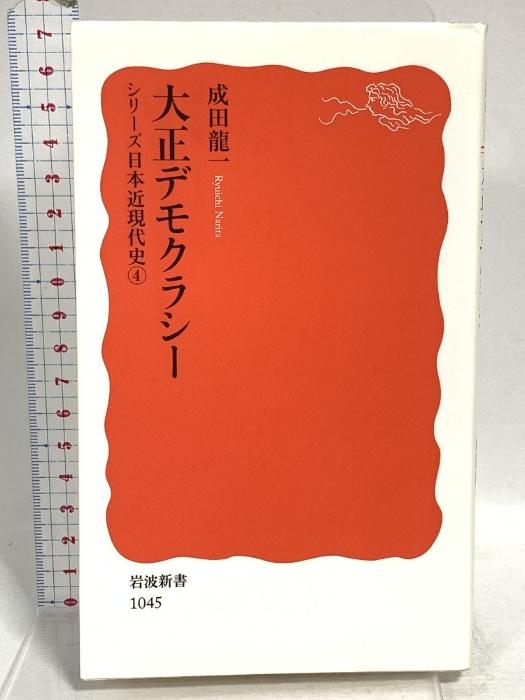 成田龍一
Ryuichi Narita
大正デモクラシー
シリーズ日本近現代史④
岩波新書
1045